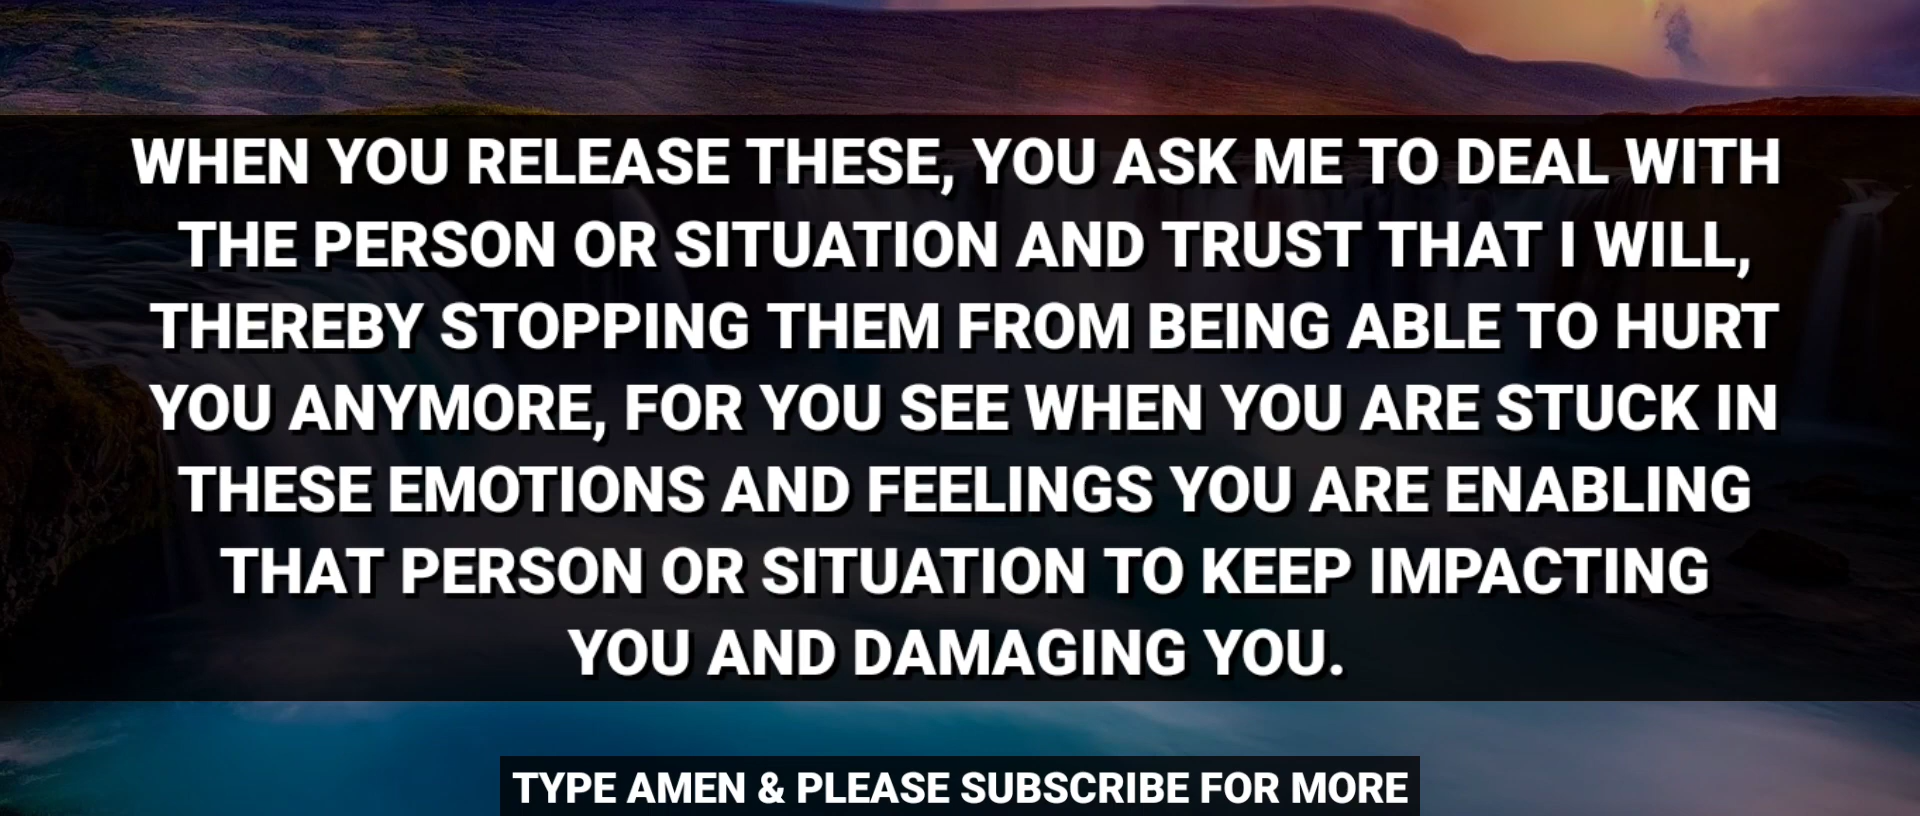 WHEN YOU RELEASE THESE, YOU ASK ME TO DEAL WITH
THE PERSON OR SITUATION AND TRUST THAT I WILL,
THEREBY STOPPING THEM FROM BEING ABLE TO HURT
YOU ANYMORE, FOR YOU SEE WHEN YOU ARE STUCK IN
THESE EMOTIONS AND FEELINGS YOU ARE ENABLING
THAT PERSON OR SITUATION TO KEEP IMPACTING
YOU AND DAMAGING YOU.
TYPE AMEN & PLEASE SUBSCRIBE FOR MORE